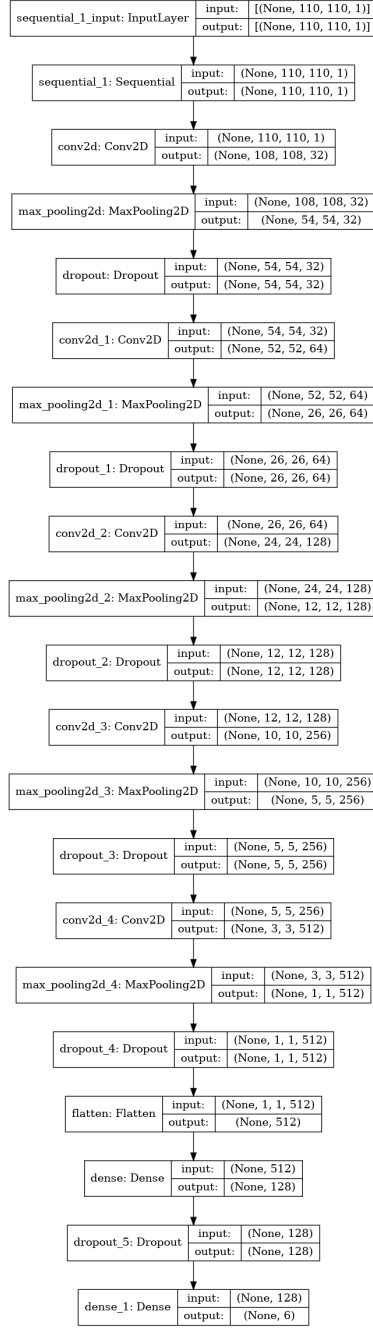 sequential_1_input: InputLayer input: [(None, 110, 110, 1)]
output: [(None, 110, 110, 1)]
sequential_1: Sequential input: (None, 110, 110, 1)
output: (None, 110, 110, 1)
conv2d: Conv2D input: (None, 110, 110, 1)
output: (None, 108, 108, 32)
max_pooling2d: MaxPooling2D input: (None, 108, 108, 32)
output: (None, 54, 54, 32)
dropout: Dropout input: (None, 54, 54, 32)
output: (None, 54, 54, 32)
conv2d_1: Conv2D input: (None, 54, 54, 32)
output: (None, 52, 52, 64)
max_pooling2d_1: MaxPooling2D input: (None, 52, 52, 64)
output: (None, 26, 26, 64)
dropout_1: Dropout input: (None, 26, 26, 64)
output: (None, 26, 26, 64)
conv2d_2: Conv2D input: (None, 26, 26, 64)
output: (None, 24, 24, 128)
max_pooling2d_2: MaxPooling2D input: (None, 24, 24, 128)
output: (None, 12, 12, 128)
dropout_2: Dropout input: (None, 12, 12, 128)
output: (None, 12, 12, 128)
conv2d_3: Conv2D input: (None, 12, 12, 128)
output: (None, 10, 10, 256)
max_pooling2d_3: MaxPooling2D input: (None, 10, 10, 256)
output: (None, 5, 5, 256)
dropout_3: Dropout input: (None, 5, 5, 256)
output: (None, 5, 5, 256)
conv2d_4: Conv2D input: (None, 5, 5, 256)
output: (None, 3, 3, 512)
max_pooling2d_4: MaxPooling2D input: (None, 3, 3, 512)
output: (None, 1, 1, 512)
dropout_4: Dropout input: (None, 1, 1, 512)
output: (None, 1, 1, 512)
flatten: Flatten input: (None, 1, 1, 512)
output: (None, 512)
dense: Dense input: (None, 512)
output: (None, 128)
dropout_5: Dropout input: (None, 128)
output: (None, 128)
dense_1: Dense input: (None, 128)
output: (None, 6)